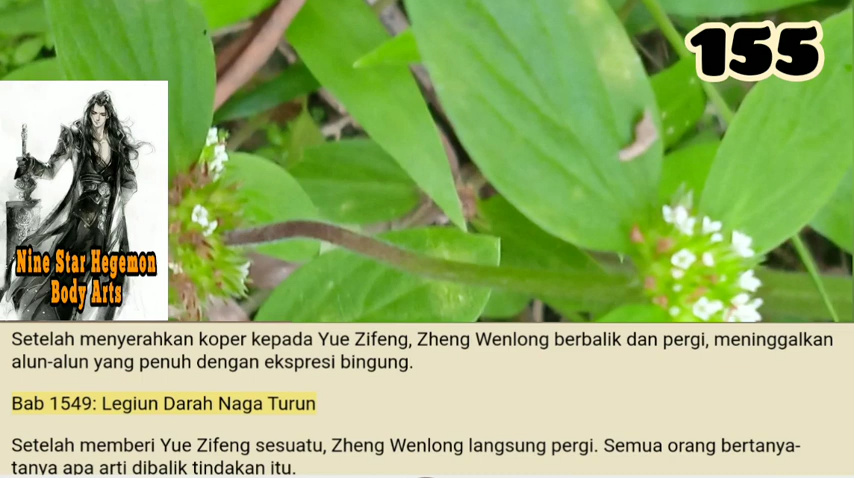 155
Nine Star Hegemon
Body Arts
Setelah menyerahkan koper kepada Yue Zifeng, Zheng Wenlong berbalik dan pergi, meninggalkan
alun-alun yang penuh dengan ekspresi bingung.
Bab 1549: Legiun Darah Naga Turun
Setelah memberi Yue Zifeng sesuatu, Zheng Wenlong langsung pergi. Semua orang bertanya-
tanya apa arti dibalik tindakan itu.